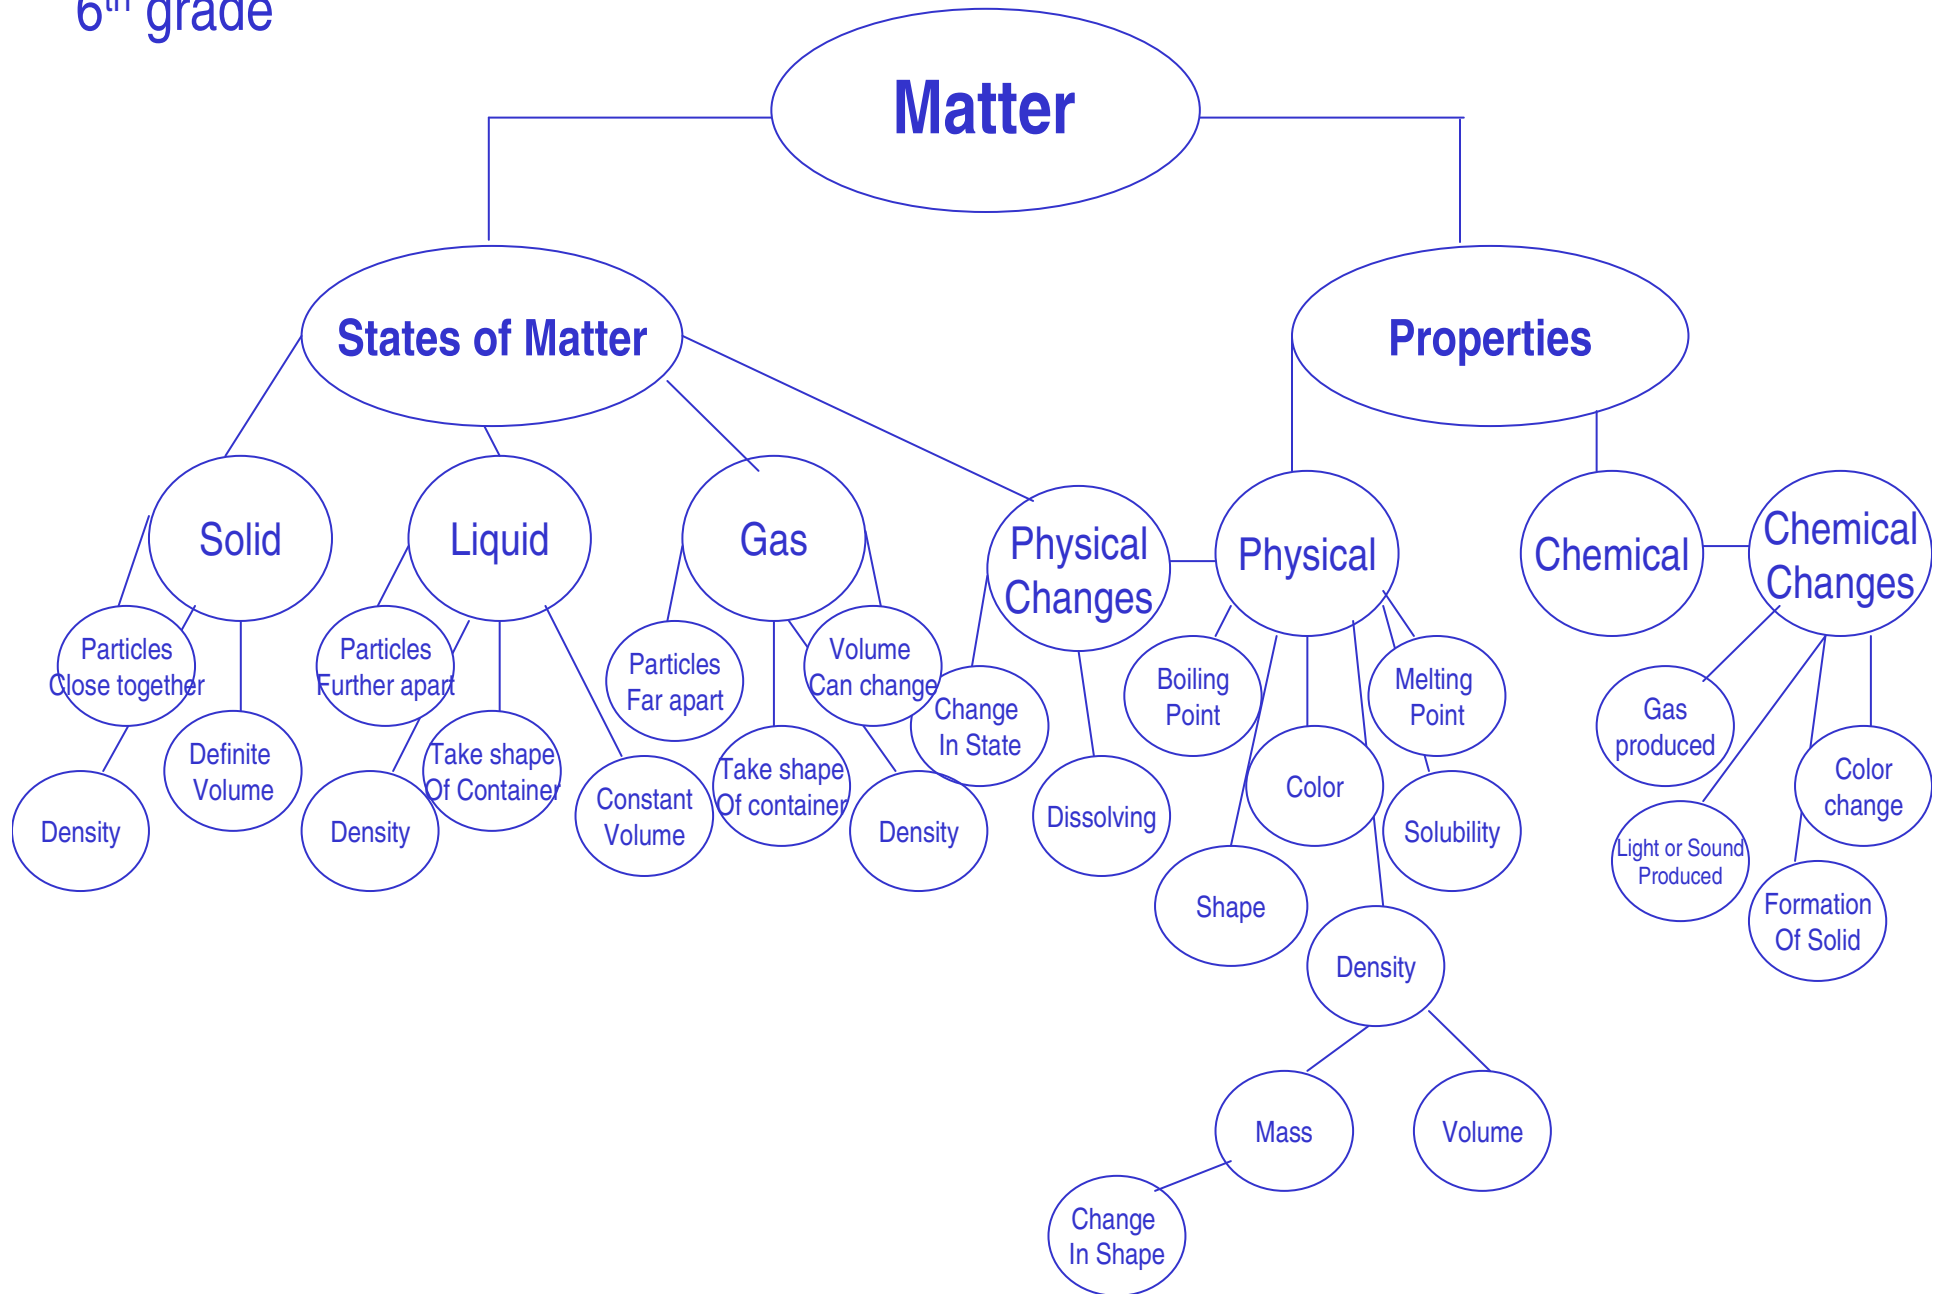 6th grade
Matter
States of Matter
Properties
Solid
Liquid
Gas
Physical
Changes
Physical
Chemical
Chemical
Changes
Particles
Close together
Definite
Volume
Density
Particles
Further apart
Density
Take shape
Of Container
Constant
Volume
Particles
Far apart
Take shape
Of container
Volume
Can change
Density
Change
In State
Dissolving
Boiling
Point
Shape
Color
Melting
Point
Solubility
Density
Mass
Volume
Change
In Shape
Gas
produced
Light or Sound
Produced
Formation
Of Solid
Color
change